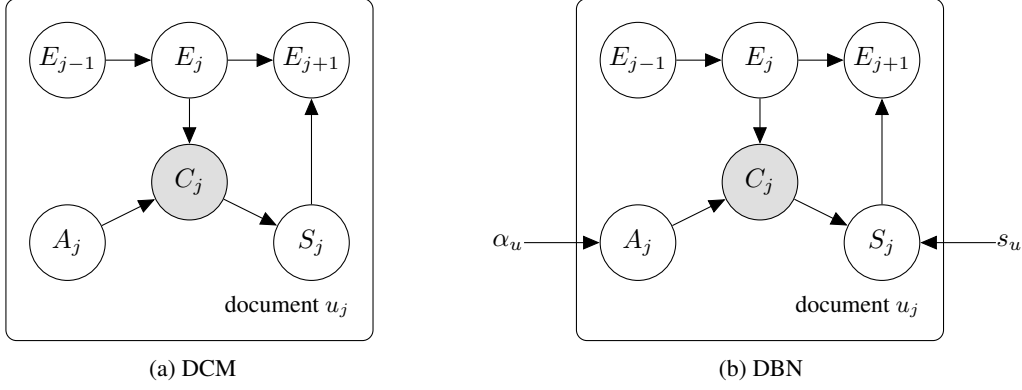 E_{j-1} E_j E_{j+1} E_{j-1} E_j E_{j+1}
C_j C_j
A_j S_j α_u A_j S_j s_u
document u_j document u_j
(a) DCM (b) DBN